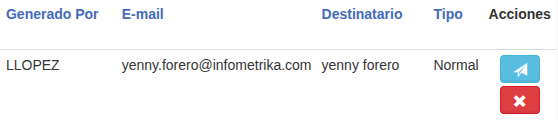 Generado Por E-mail Destinatario Tipo Acciones
LLOPEZ yenny.forero@infometrika.com yenny forero Normal